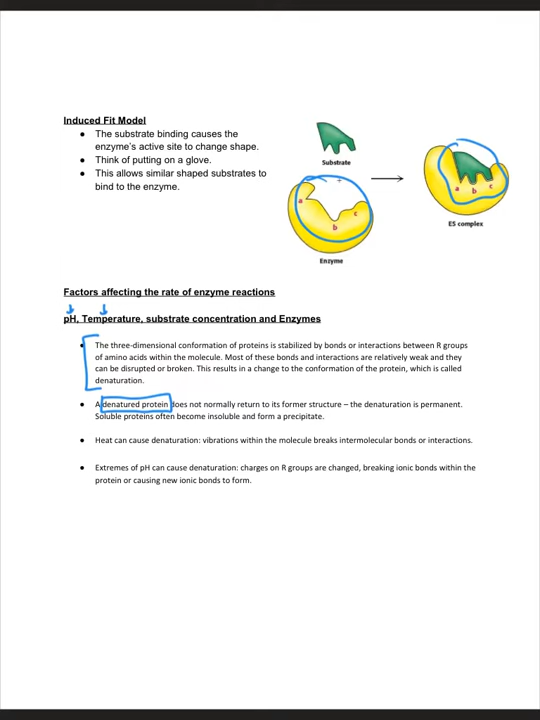 Induced Fit Model
● The substrate binding causes the
enzyme's active site to change shape.
● Think of putting on a glove.
● This allows similar shaped substrates to
bind to the enzyme.
Substrate
a
b
c
Enzyme
a
b
c
ES complex
Factors affecting the rate of enzyme reactions
pH, Temperature, substrate concentration and Enzymes
● The three-dimensional conformation of proteins is stabilized by bonds or interactions between R groups
of amino acids within the molecule. Most of these bonds and interactions are relatively weak and they
can be disrupted or broken. This results in a change to the conformation of the protein, which is called
denaturation.
● A denatured protein does not normally return to its former structure – the denaturation is permanent.
Soluble proteins often become insoluble and form a precipitate.
● Heat can cause denaturation: vibrations within the molecule breaks intermolecular bonds or interactions.
● Extremes of pH can cause denaturation: charges on R groups are changed, breaking ionic bonds within the
protein or causing new ionic bonds to form.